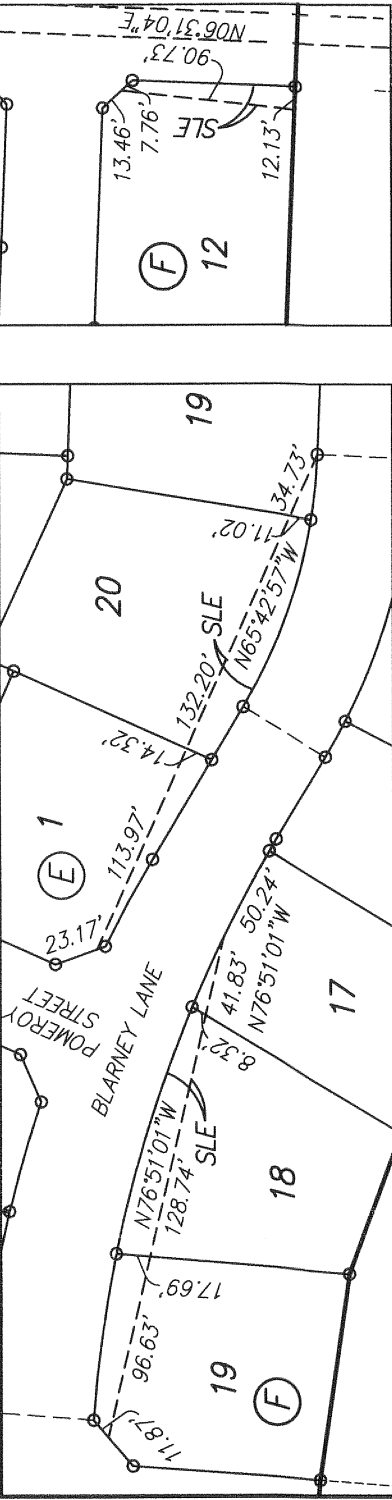 N06°31'04"E
90.73'
13.46'
7.76'
SLE
12.13'
F
12
19
20
34.73'
11.02'
N65°42'57"W
SLE
132.20'
14.32'
113.97'
1
E
23.17'
POMEROY
STREET
BLARNEY LANE
50.24'
41.83'
N76°51'01"W
8.32'
17
N76°51'01"W
128.74'
SLE
18
17.69'
96.63'
11.87'
19
F